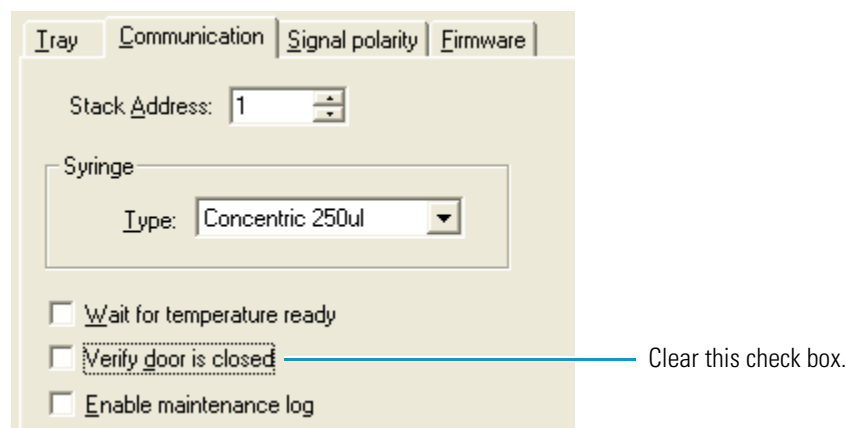 Tray Communication Signal polarity Firmware
Stack Address: 1
Syringe
Type: Concentric 250ul
Wait for temperature ready
Verify door is closed Clear this check box.
Enable maintenance log